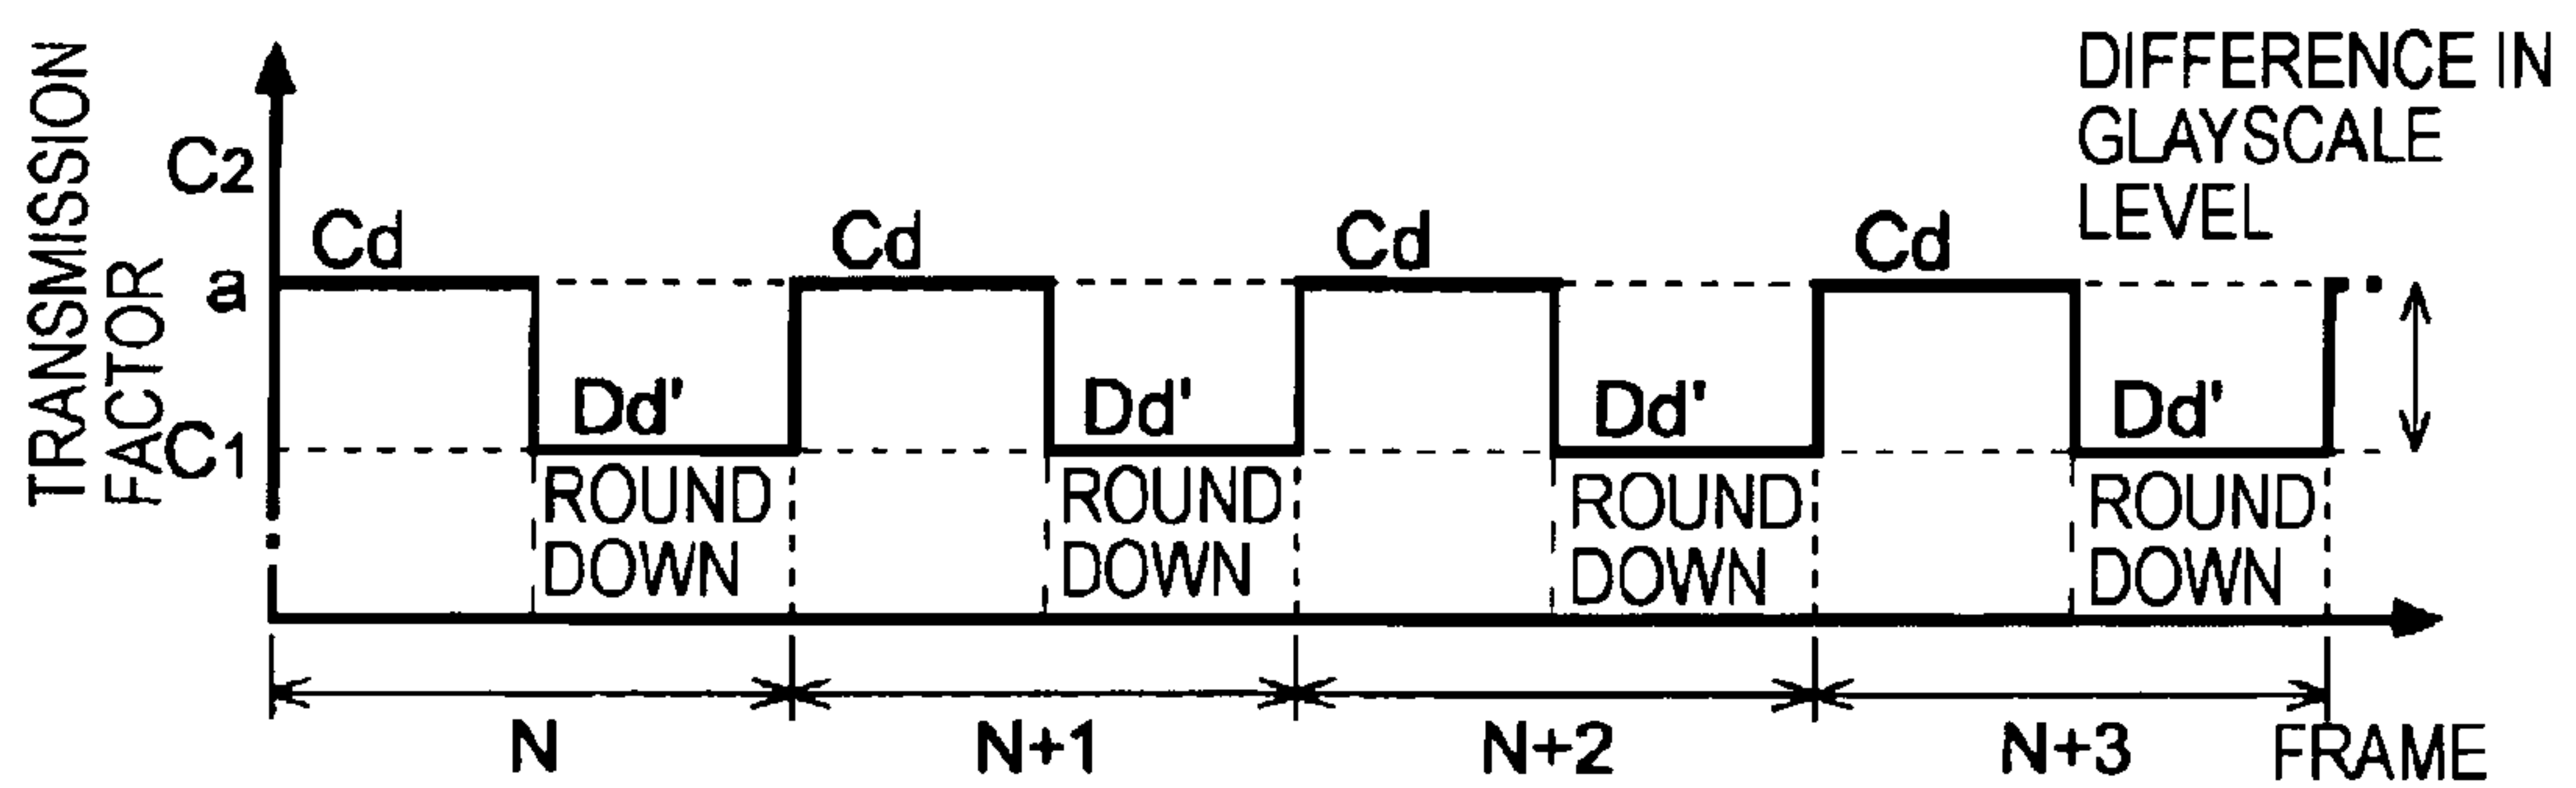 TRANSMISSION
FACTOR
C2
a
C1
Cd
Cd
Cd
Cd
DIFFERENCE IN
GLAYSCALE
LEVEL
Dd'
Dd'
Dd'
Dd'
ROUND
DOWN
ROUND
DOWN
ROUND
DOWN
ROUND
DOWN
N
N+1
N+2
N+3
FRAME